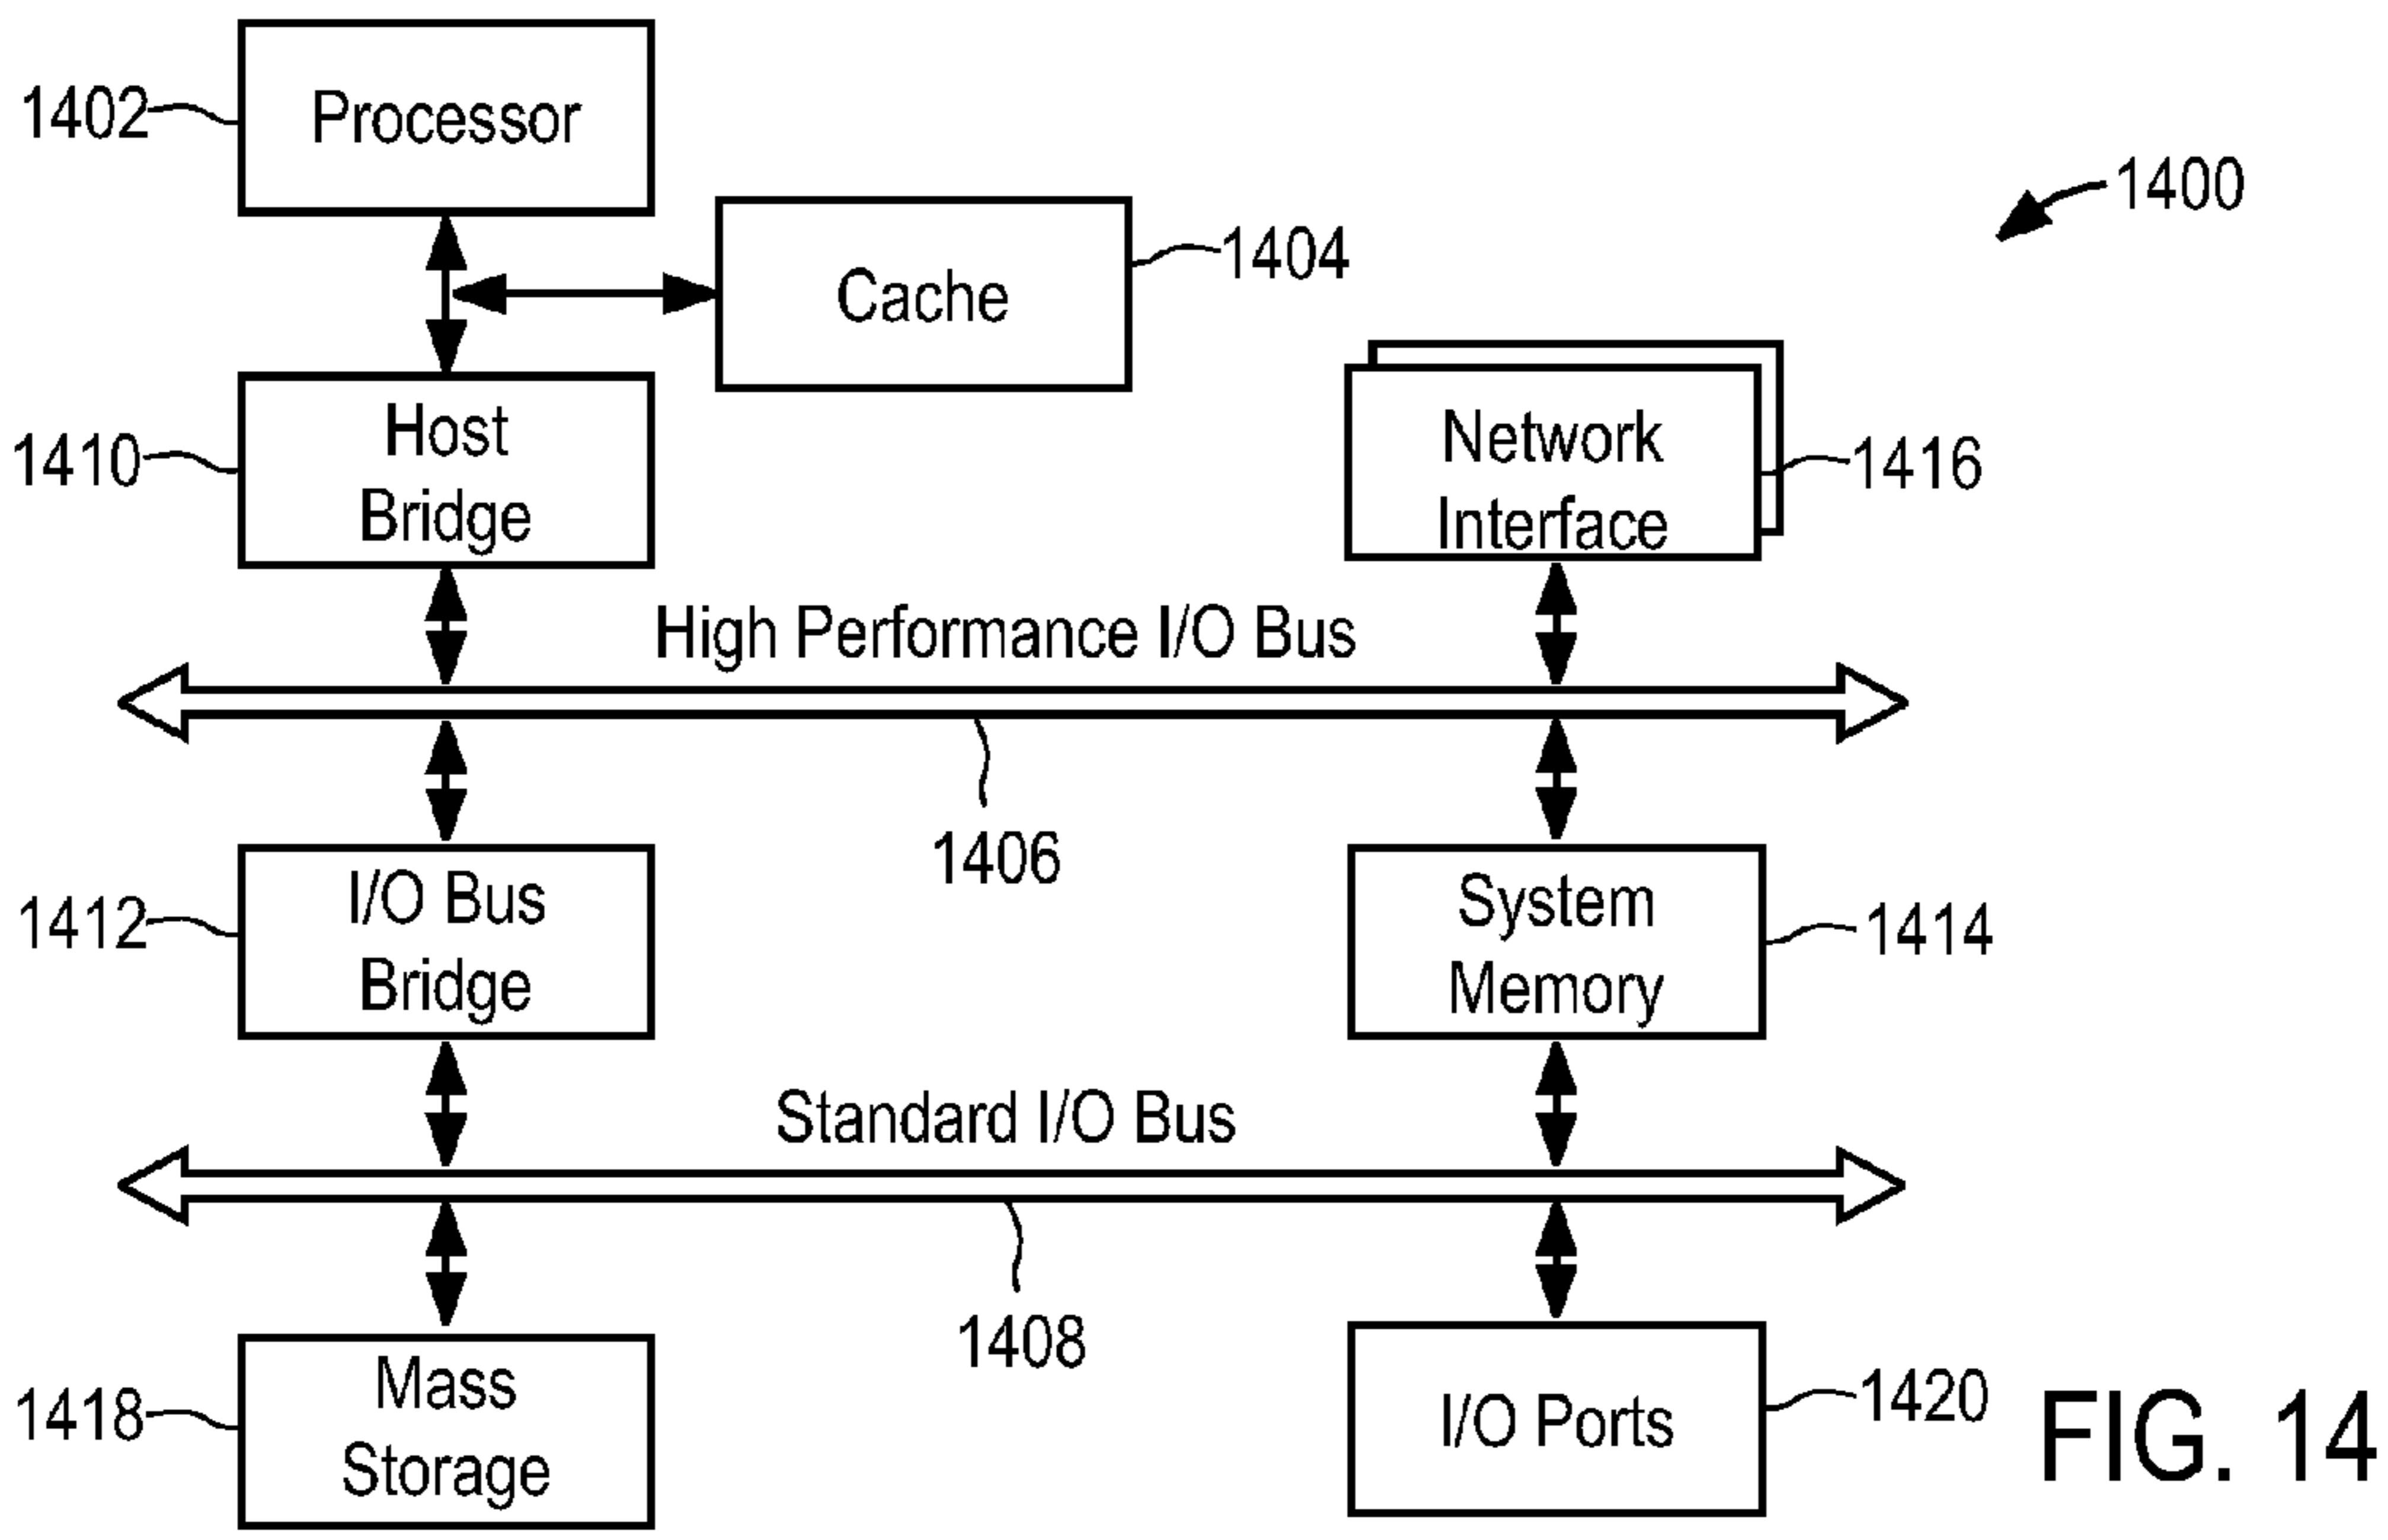 1402
Processor
1400
Cache
1404
1410
Host
Bridge
Network
Interface
1416
High Performance I/O Bus
1406
1412
I/O Bus
Bridge
System
Memory
1414
Standard I/O Bus
1408
1418
Mass
Storage
I/O Ports
1420
FIG. 14